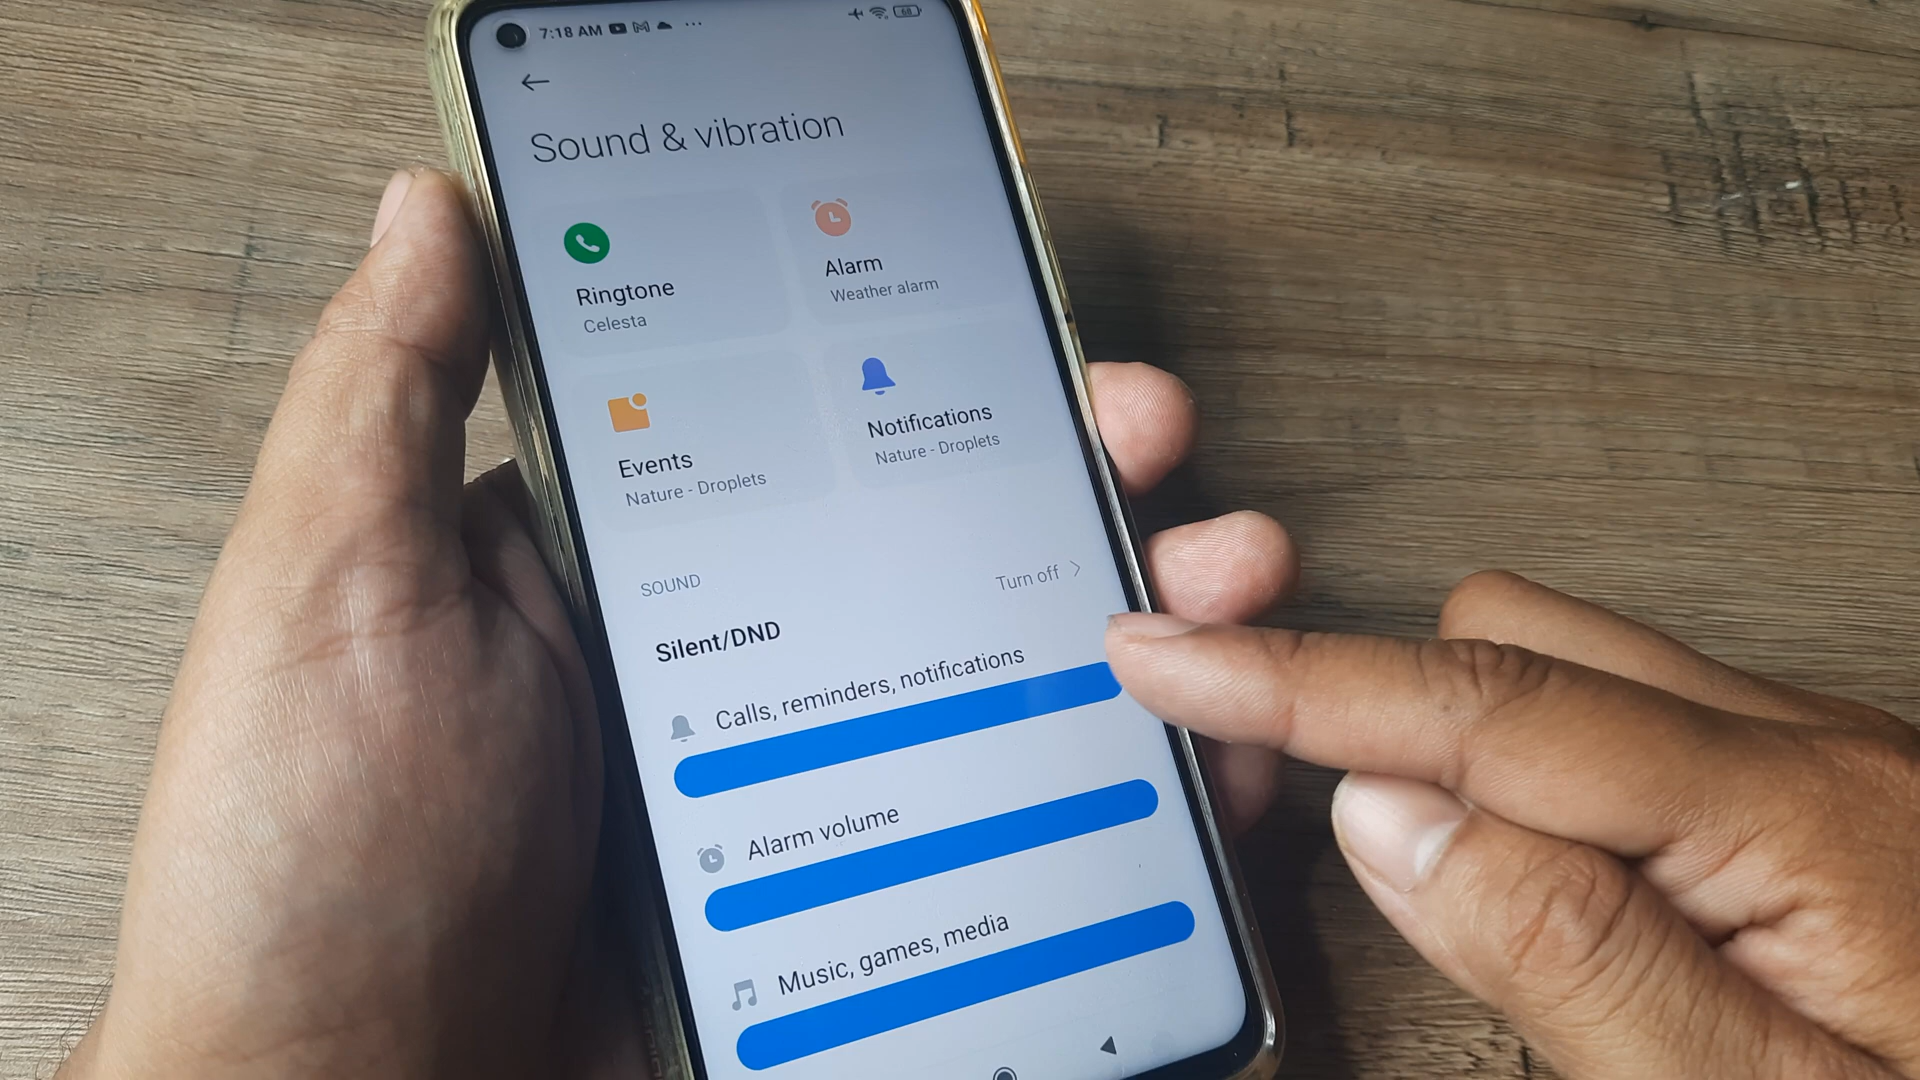 7:18 AM
68
Sound & vibration
Ringtone
Celesta
Alarm
Weather alarm
Events
Nature - Droplets
Notifications
Nature - Droplets
SOUND
Turn off
Silent/DND
Calls, reminders, notifications
Alarm volume
Music, games, media